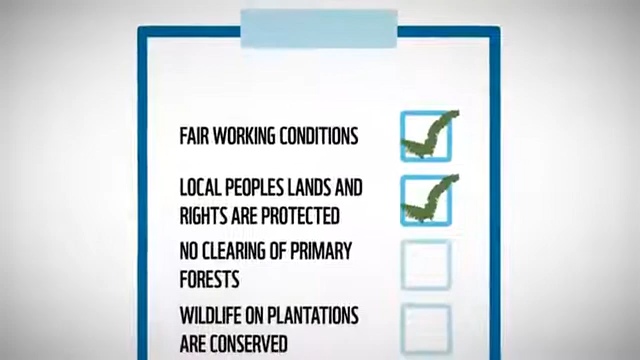 FAIR WORKING CONDITIONS
LOCAL PEOPLES LANDS AND
RIGHTS ARE PROTECTED
NO CLEARING OF PRIMARY
FORESTS
WILDLIFE ON PLANTATIONS
ARE CONSERVED